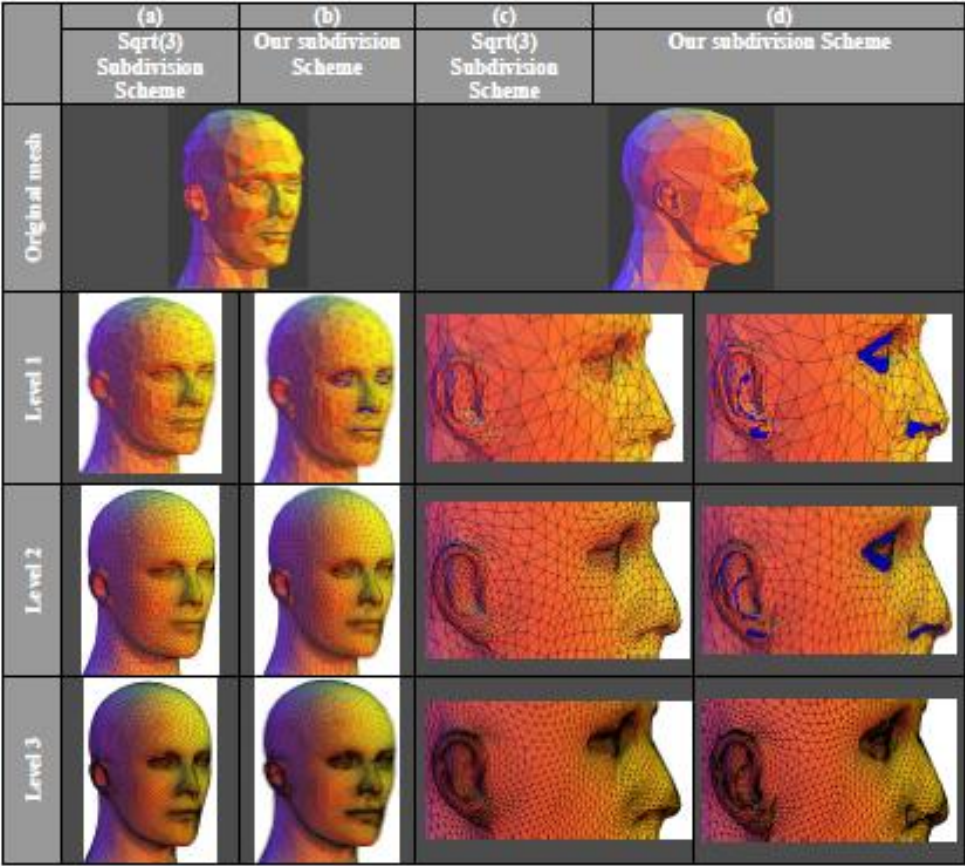 (a)
(b)
(c)
(d)
Sqrt(3)
Subdivision
Scheme
Our subdivision
Scheme
Sqrt(3)
Subdivision
Scheme
Our subdivision Scheme
Original mesh
Level 1
Level 2
Level 3